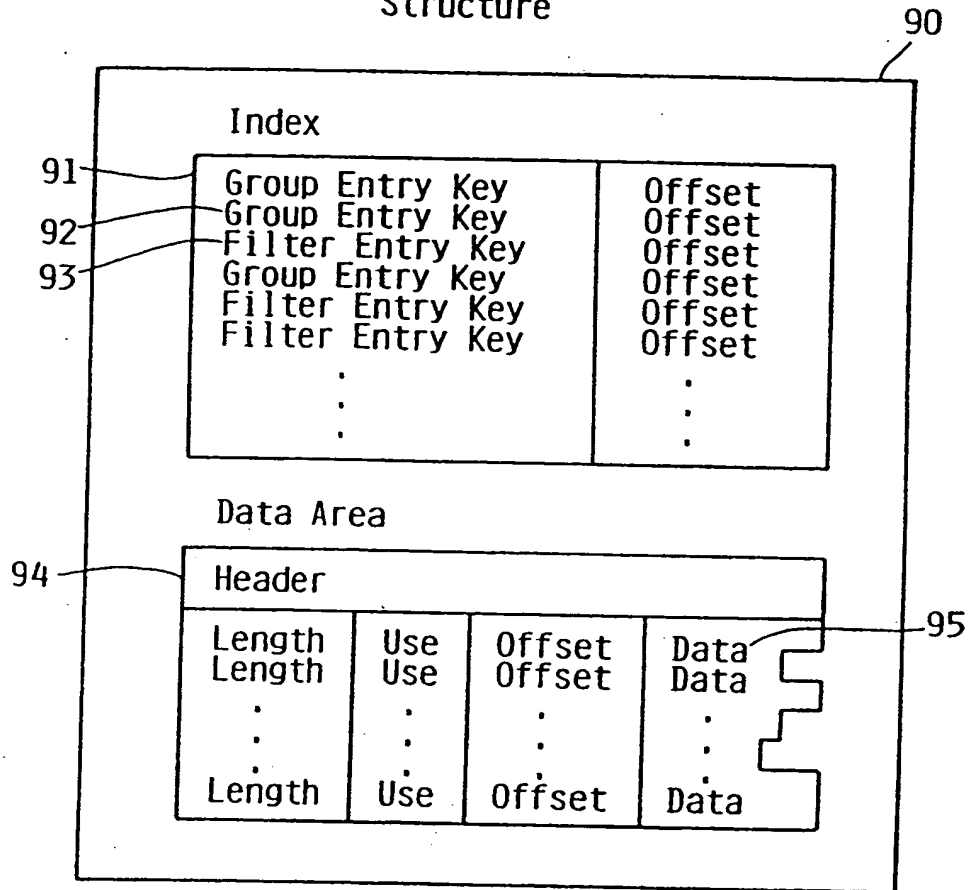 Structure
90
Index
91 Group Entry Key Offset
92 Group Entry Key Offset
93 Filter Entry Key Offset
Group Entry Key Offset
Filter Entry Key Offset
Filter Entry Key Offset
. .
. .
. .
Data Area
94 Header
Length Use Offset Data 95
Length Use Offset Data
. . . .
. . . .
. . . .
Length Use Offset Data